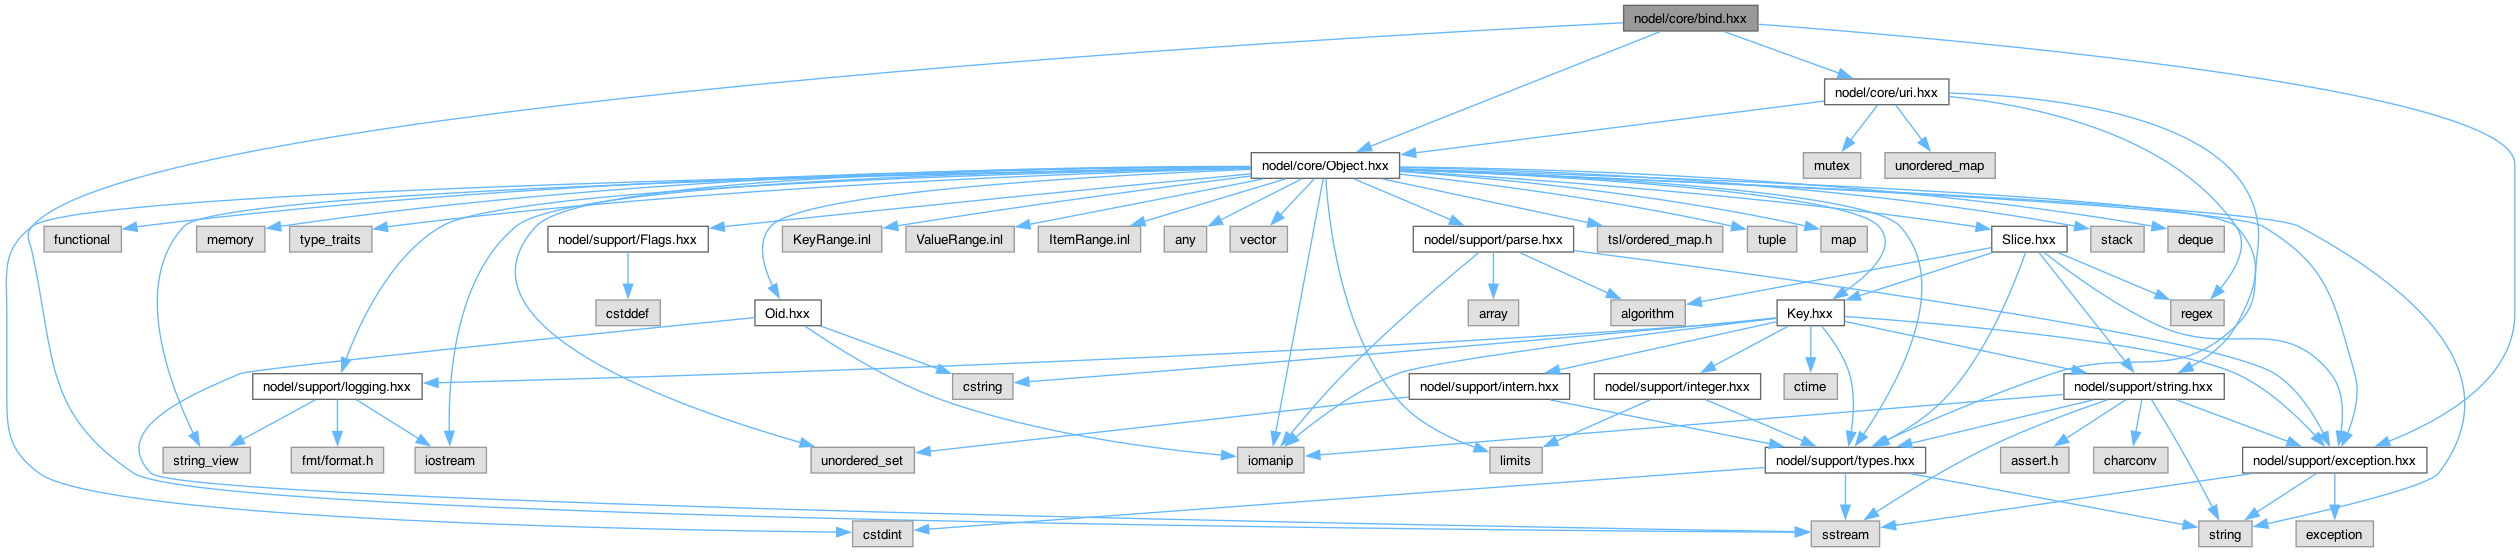 nodel/core/bind.hxx
nodel/core/uri.hxx
nodel/core/Object.hxx
mutex
unordered_map
functional
memory
type_traits
nodel/support/Flags.hxx
KeyRange.inl
ValueRange.inl
ItemRange.inl
any
vector
nodel/support/parse.hxx
tsl/ordered_map.h
tuple
map
Slice.hxx
stack
deque
cstddef
Oid.hxx
array
algorithm
Key.hxx
regex
nodel/support/logging.hxx
cstring
nodel/support/intern.hxx
nodel/support/integer.hxx
ctime
nodel/support/string.hxx
string_view
fmt/format.h
iostream
unordered_set
iomanip
limits
nodel/support/types.hxx
assert.h
charconv
nodel/support/exception.hxx
cstdint
sstream
string
exception